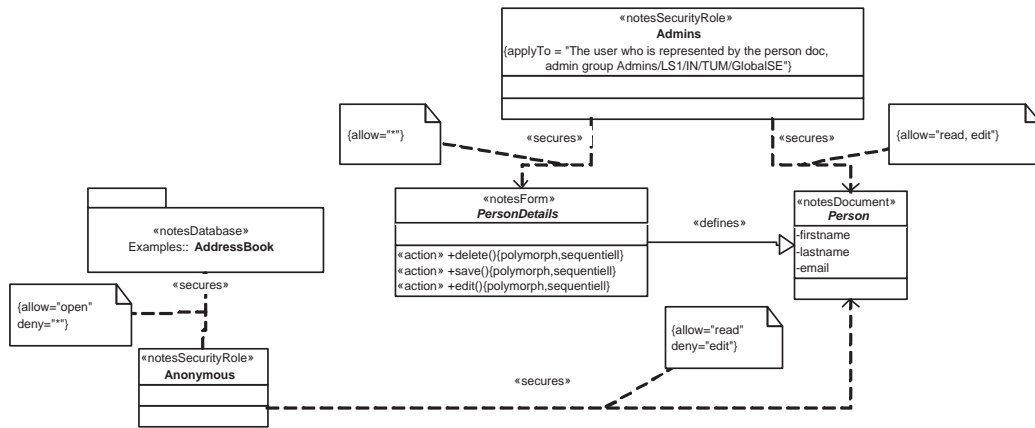 «notesSecurityRole»
Admins
{applyTo = "The user who is represented by the person doc,
admin group Admins/LS1/IN/TUM/GlobalSE"}
{allow="*"}
«secures»
«secures»
{allow="read, edit"}
«notesForm»
PersonDetails
«action» +delete(){polymorph,sequentiell}
«action» +save(){polymorph,sequentiell}
«action» +edit(){polymorph,sequentiell}
«defines»
«notesDocument»
Person
-firstname
-lastname
-email
«notesDatabase»
Examples:: AddressBook
«secures»
{allow="open"
deny="*"}
«notesSecurityRole»
Anonymous
{allow="read"
deny="edit"}
«secures»